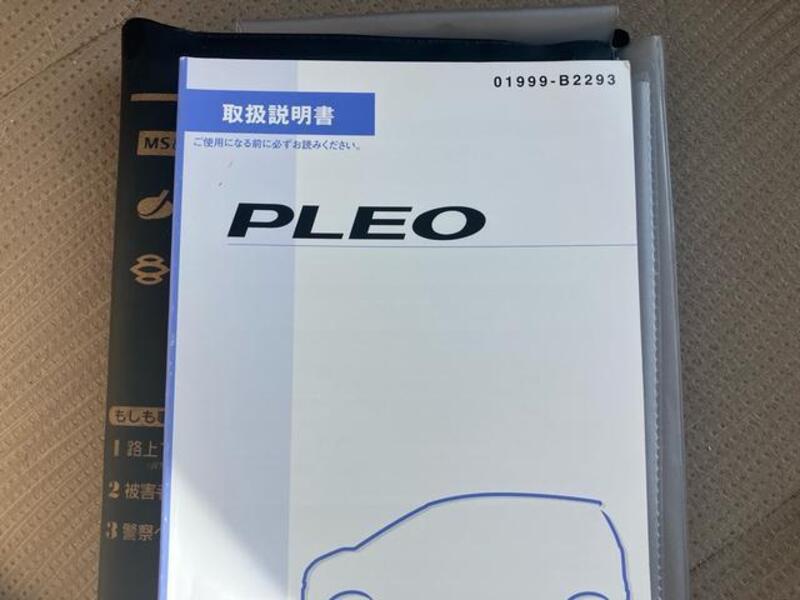 01999-B2293
取扱説明書
ご使用になる前に必ずお読みください。
PLEO
MS&
もしも
1 路上
2 被害者
3 警察へ